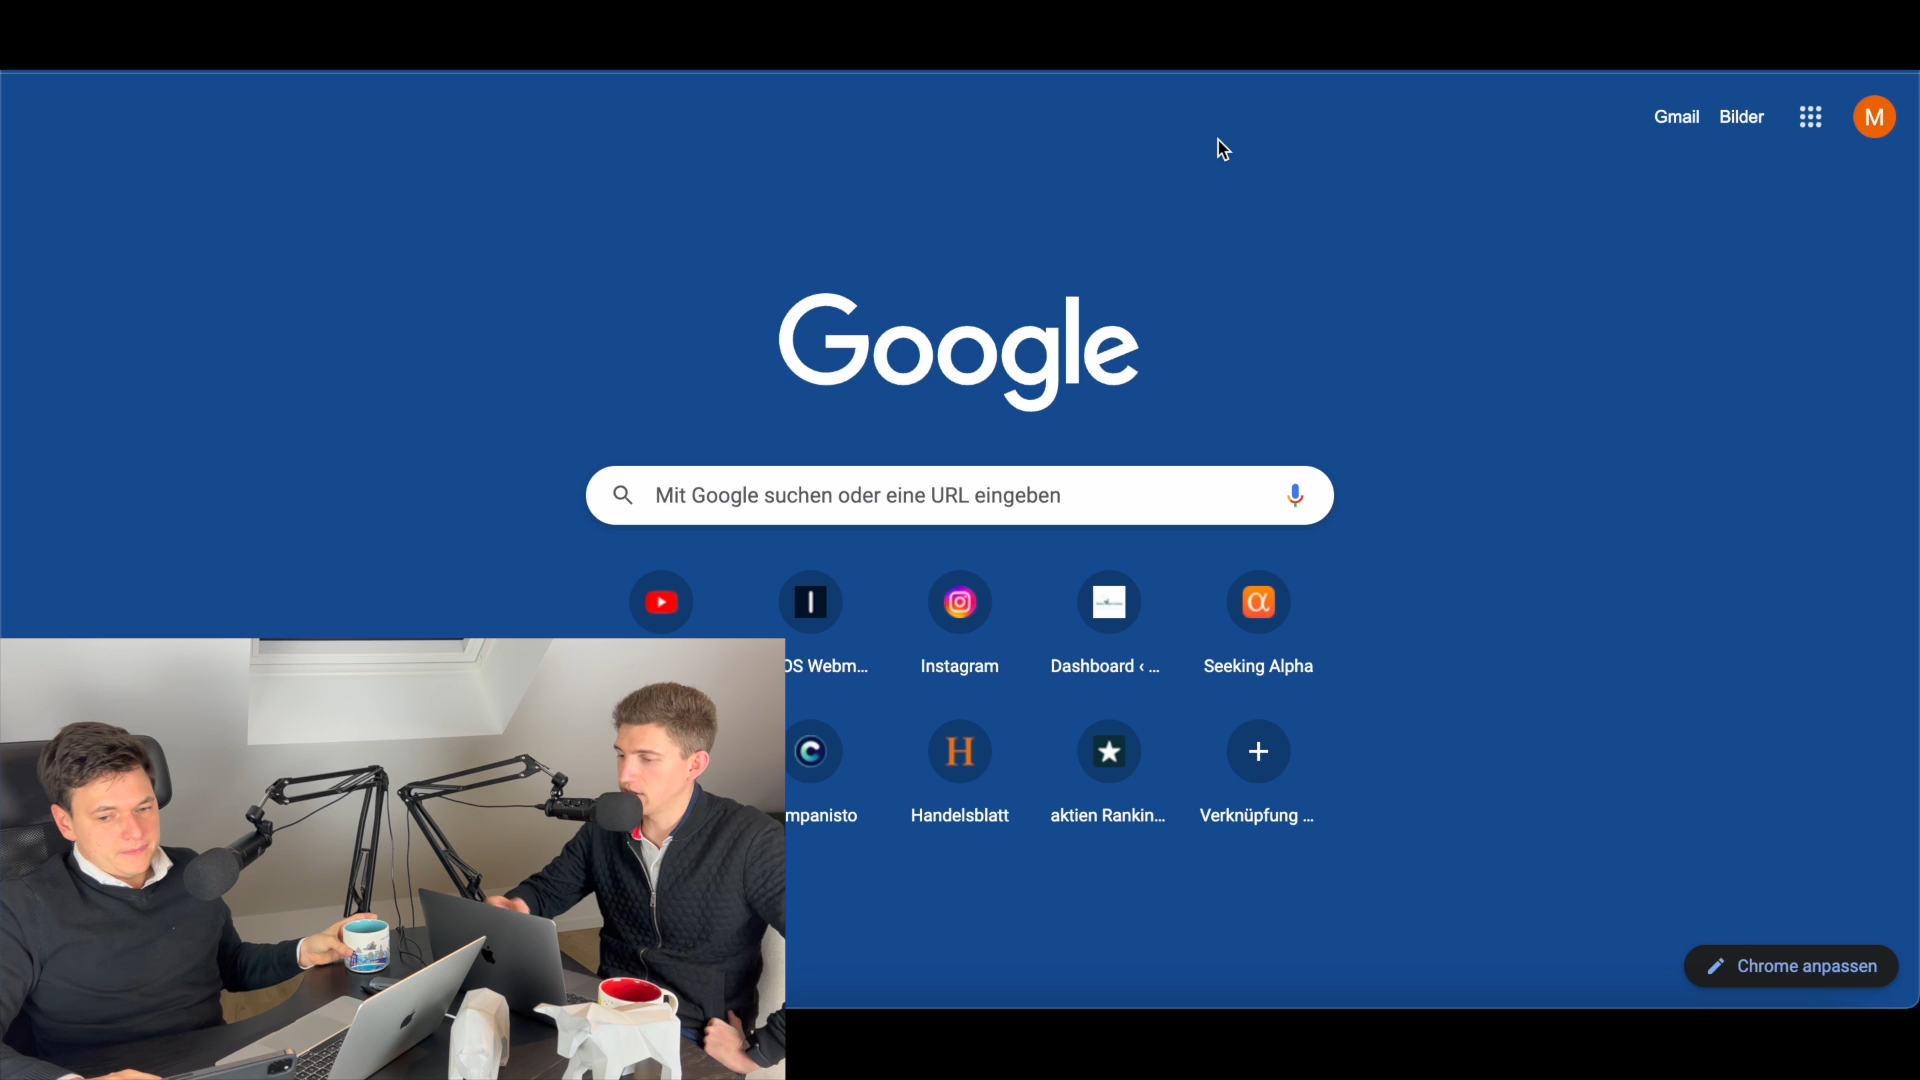 Gmail Bilder M
Google
Mit Google suchen oder eine URL eingeben
OS Webm... Instagram Dashboard ‹ ... Seeking Alpha
mpanisto Handelsblatt aktien Rankin... Verknüpfung ...
Chrome anpassen